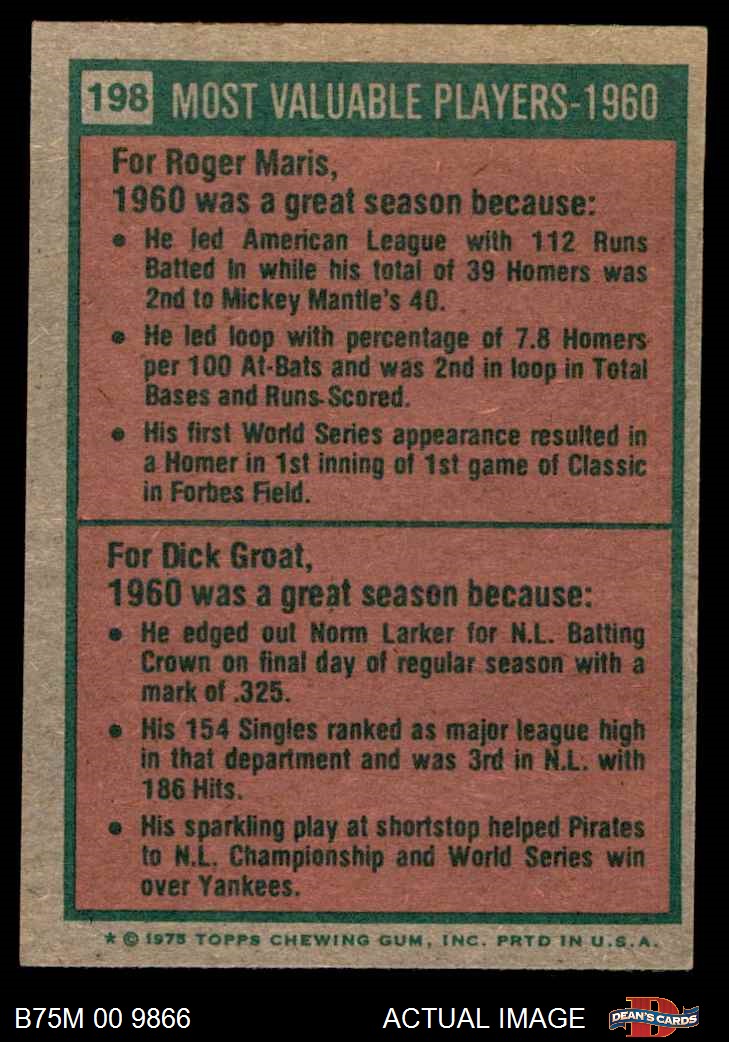 198 MOST VALUABLE PLAYERS-1960
For Roger Maris,
1960 was a great season because:
• He led American League with 112 Runs
Batted In while his total of 39 Homers was
2nd to Mickey Mantle's 40.
• He led loop with percentage of 7.8 Homers
per 100 At-Bats and was 2nd in loop in Total
Bases and Runs Scored.
• His first World Series appearance resulted in
a Homer in 1st inning of 1st game of Classic
in Forbes Field.
For Dick Groat,
1960 was a great season because:
• He edged out Norm Larker for N.L. Batting
Crown on final day of regular season with a
mark of .325.
• His 154 Singles ranked as major league high
in that department and was 3rd in N.L. with
186 Hits.
• His sparkling play at shortstop helped Pirates
to N.L. Championship and World Series win
over Yankees.
* © 1975 TOPPS CHEWING GUM, INC. PRTD IN U.S.A.
B75M 00 9866 ACTUAL IMAGE
D
DEAN'S CARDS